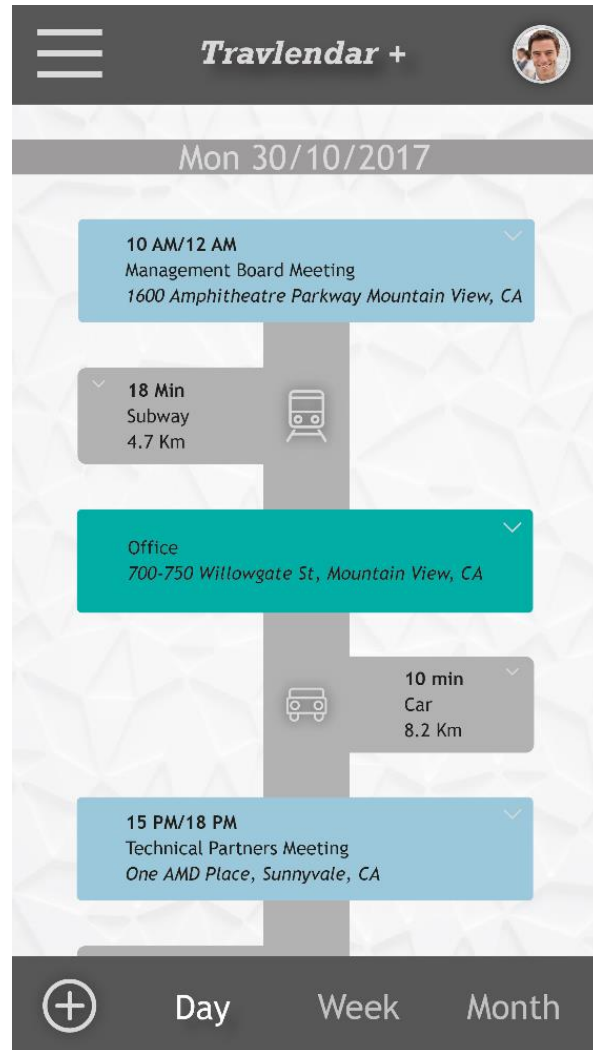 Travlendar +
Mon 30/10/2017
10 AM/12 AM
Management Board Meeting
1600 Amphitheatre Parkway Mountain View, CA
18 Min
Subway
4.7 Km
Office
700-750 Willowgate St, Mountain View, CA
10 min
Car
8.2 Km
15 PM/18 PM
Technical Partners Meeting
One AMD Place, Sunnyvale, CA
Day Week Month